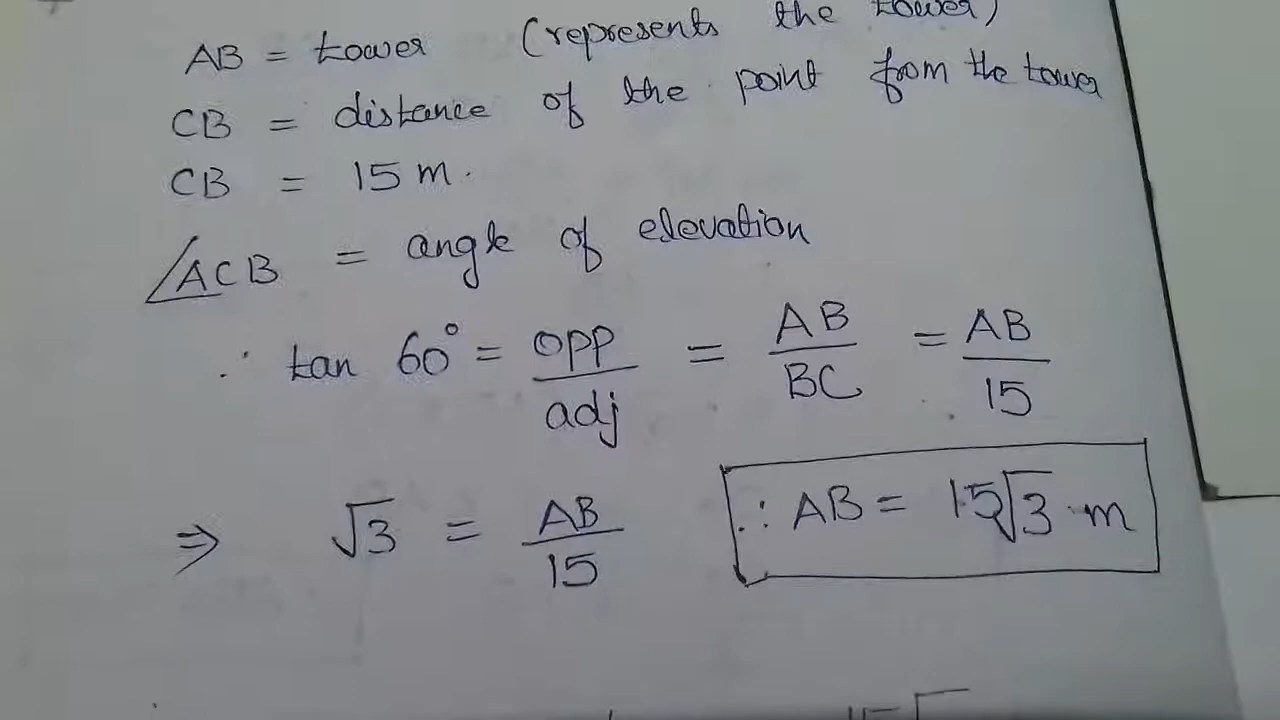 AB = tower (represents the tower)
CB = distance of the point from the tower
CB = 15 m.
∠ACB = angle of elevation
∴ tan 60° = opp/adj = AB/BC = AB/15
⇒ √3 = AB/15 ∴ AB = 15√3 m